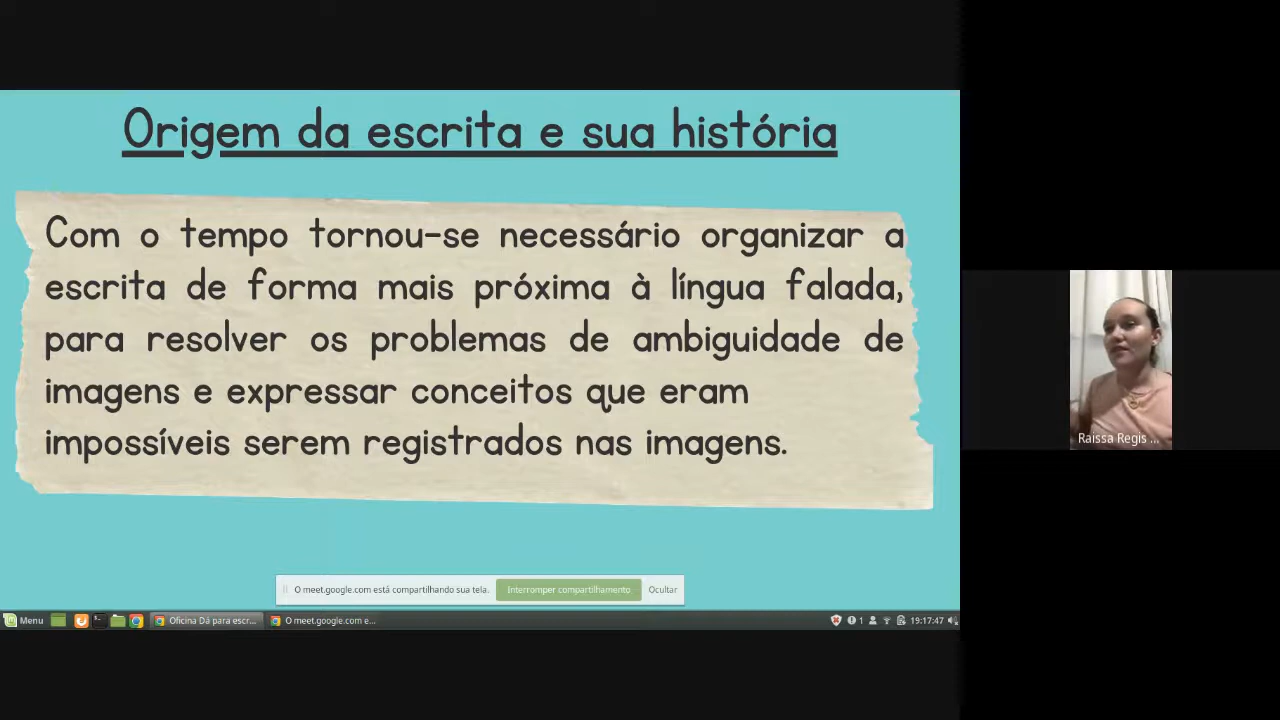 Origem da escrita e sua história
Com o tempo tornou-se necessário organizar a
escrita de forma mais próxima à língua falada,
para resolver os problemas de ambiguidade de
imagens e expressar conceitos que eram
impossíveis serem registrados nas imagens.
Raissa Regis ...
O meet.google.com está compartilhando sua tela.
Interromper compartilhamento
Ocultar
Menu
Oficina Dá para escr...
O meet.google.com e...
1
19:17:47